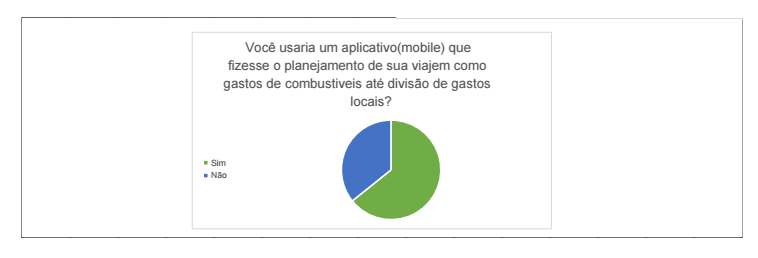 Você usaria um aplicativo(mobile) que
fizesse o planejamento de sua viajem como
gastos de combustiveis até divisão de gastos
locais?
Sim
Não